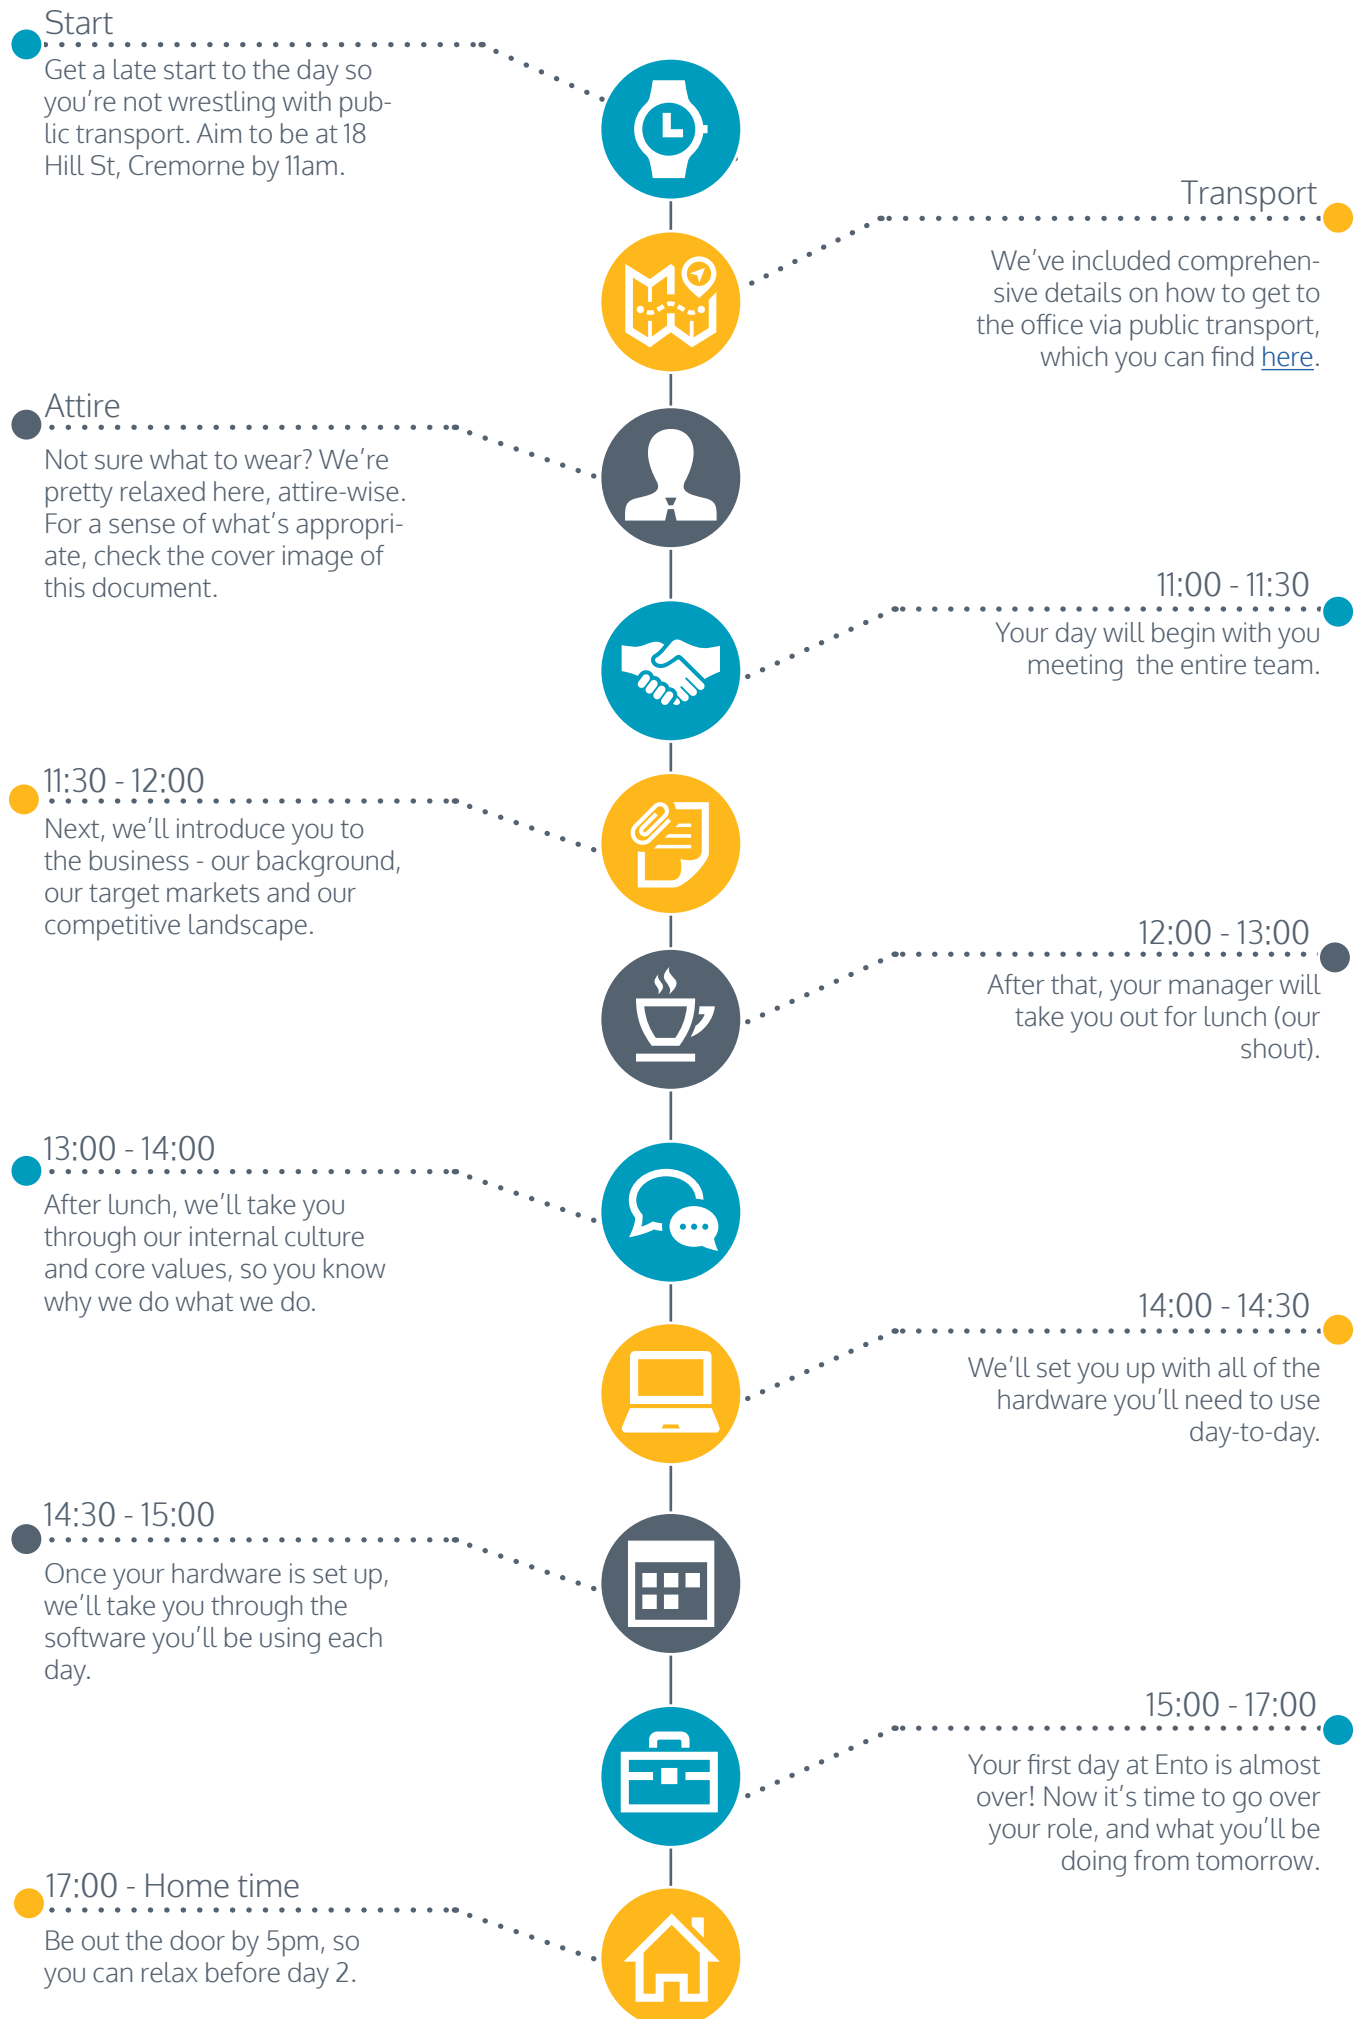 Start
Get a late start to the day so
you're not wrestling with pub-
lic transport. Aim to be at 18
Hill St, Cremorne by 11am.
Transport
We've included comprehen-
sive details on how to get to
the office via public transport,
which you can find here.
Attire
Not sure what to wear? We're
pretty relaxed here, attire-wise.
For a sense of what's appropri-
ate, check the cover image of
this document.
11:00 - 11:30
Your day will begin with you
meeting  the entire team.
11:30 - 12:00
Next, we'll introduce you to
the business - our background,
our target markets and our
competitive landscape.
12:00 - 13:00
After that, your manager will
take you out for lunch (our
shout).
13:00 - 14:00
After lunch, we'll take you
through our internal culture
and core values, so you know
why we do what we do.
14:00 - 14:30
We'll set you up with all of the
hardware you'll need to use
day-to-day.
14:30 - 15:00
Once your hardware is set up,
we'll take you through the
software you'll be using each
day.
15:00 - 17:00
Your first day at Ento is almost
over! Now it's time to go over
your role, and what you'll be
doing from tomorrow.
17:00 - Home time
Be out the door by 5pm, so
you can relax before day 2.